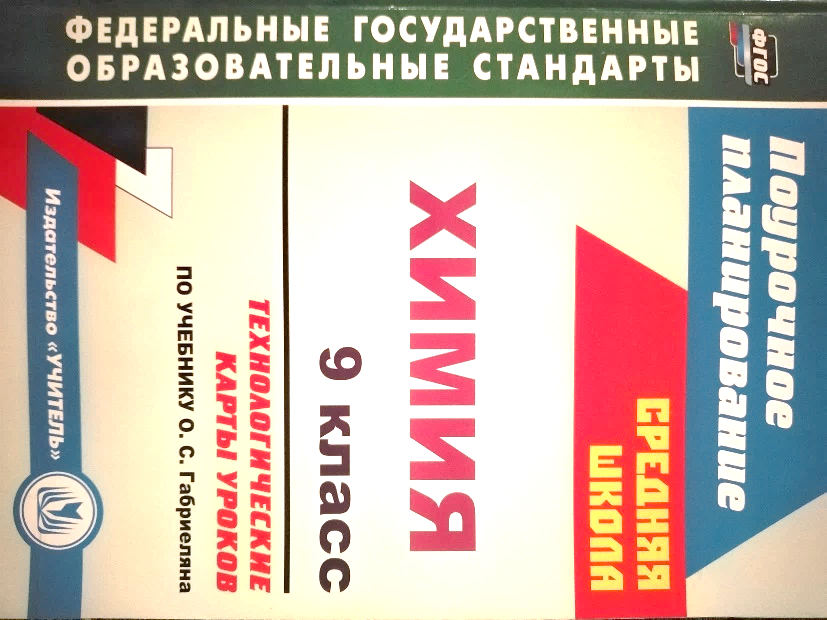 ФЕДЕРАЛЬНЫЕ ГОСУДАРСТВЕННЫЕ
ОБРАЗОВАТЕЛЬНЫЕ СТАНДАРТЫ
ФГОС
Поурочное
планирование
СРЕДНЯЯ
ШКОЛА
ХИМИЯ
9 класс
ТЕХНОЛОГИЧЕСКИЕ
КАРТЫ УРОКОВ
ПО УЧЕБНИКУ О. С. Габриеляна
Издательство «УЧИТЕЛЬ»